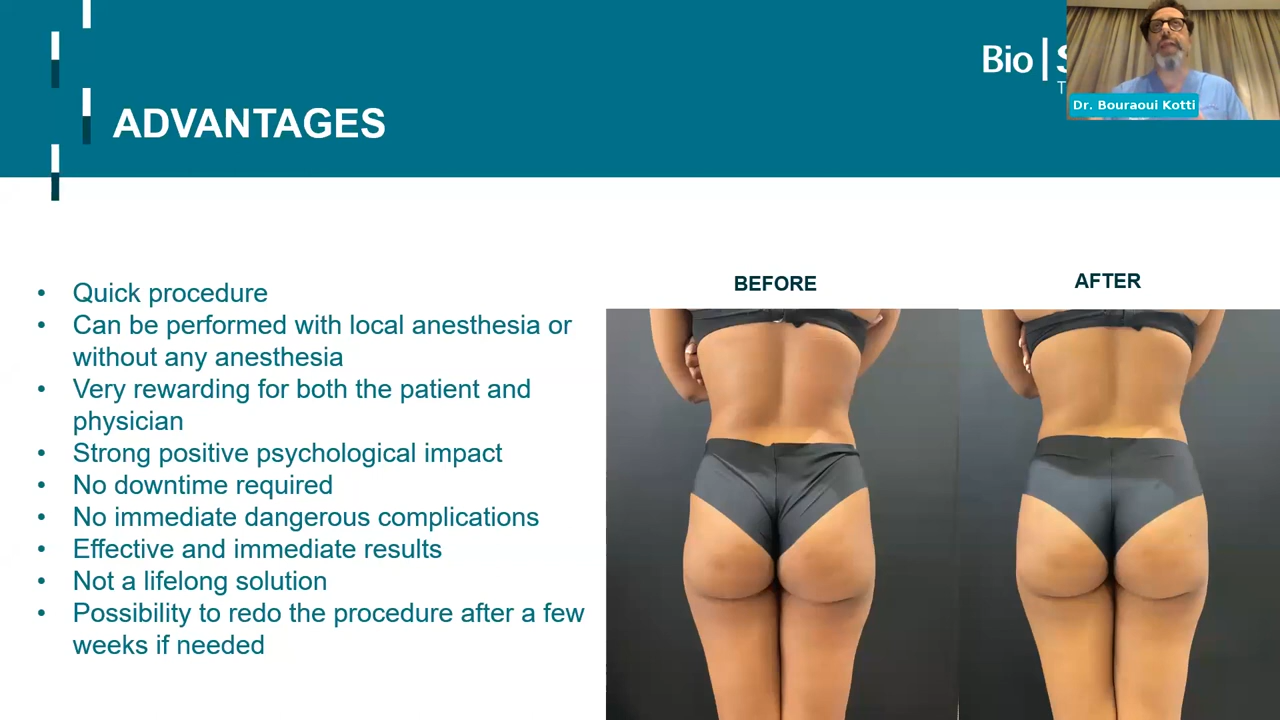 Bio
Dr. Bouraoui Kotti
ADVANTAGES
• Quick procedure
• Can be performed with local anesthesia or
without any anesthesia
• Very rewarding for both the patient and
physician
• Strong positive psychological impact
• No downtime required
• No immediate dangerous complications
• Effective and immediate results
• Not a lifelong solution
• Possibility to redo the procedure after a few
weeks if needed
BEFORE
AFTER